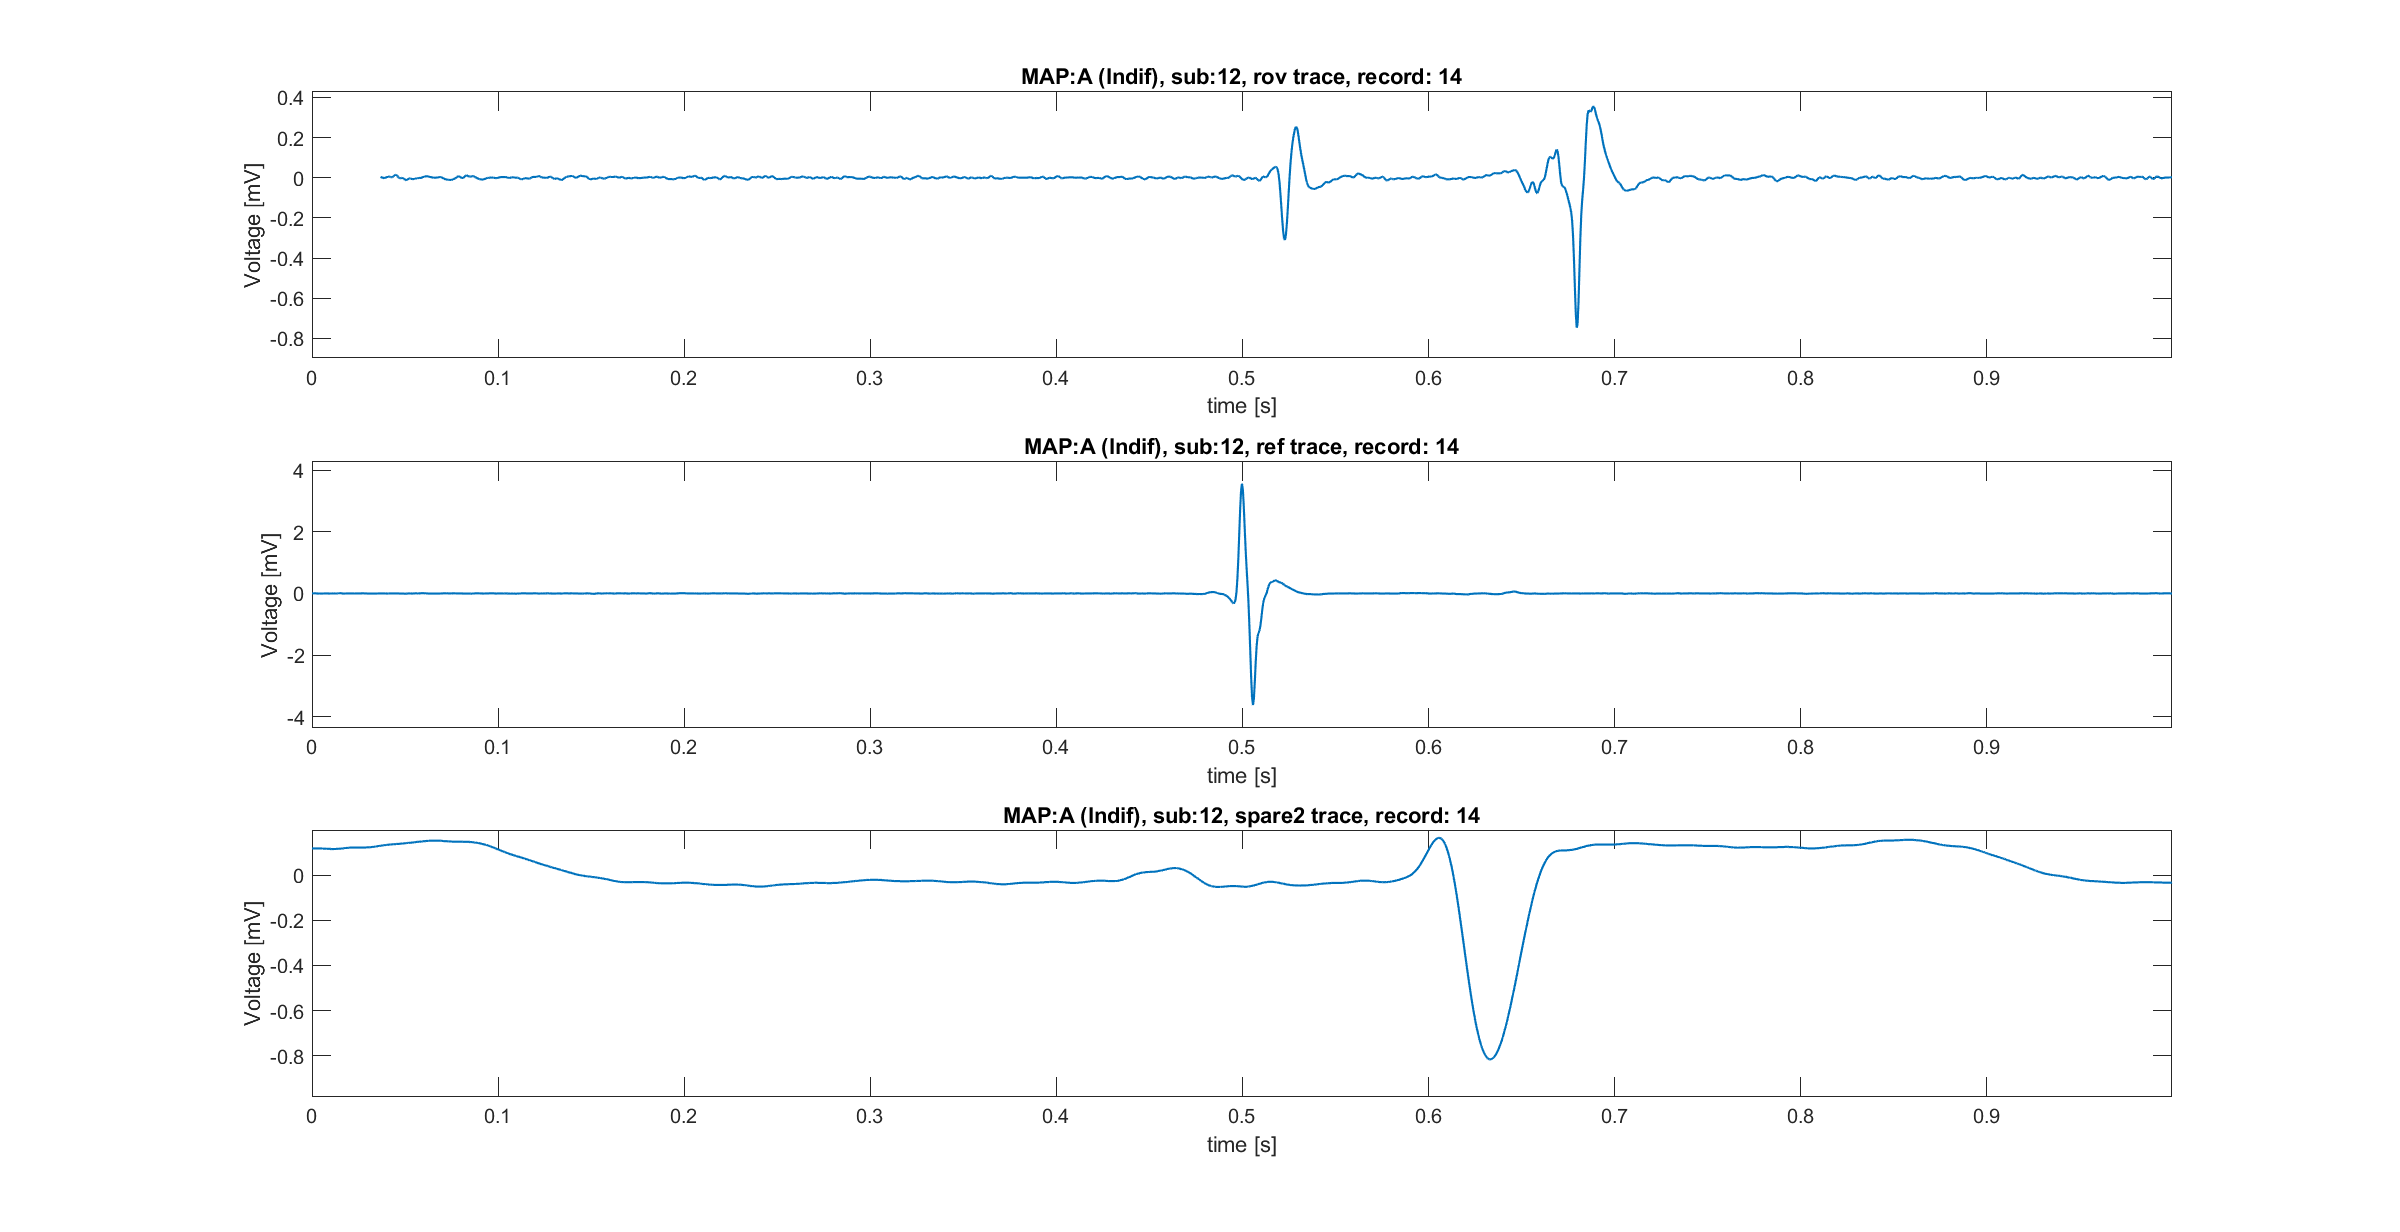 MAP:A (Indif), sub:12, rov trace, record: 14
Voltage [mV]
0.4
0.2
0
-0.2
-0.4
-0.6
-0.8
0 0.1 0.2 0.3 0.4 0.5 0.6 0.7 0.8 0.9
time [s]
MAP:A (Indif), sub:12, ref trace, record: 14
Voltage [mV]
4
2
0
-2
-4
0 0.1 0.2 0.3 0.4 0.5 0.6 0.7 0.8 0.9
time [s]
MAP:A (Indif), sub:12, spare2 trace, record: 14
Voltage [mV]
0
-0.2
-0.4
-0.6
-0.8
0 0.1 0.2 0.3 0.4 0.5 0.6 0.7 0.8 0.9
time [s]